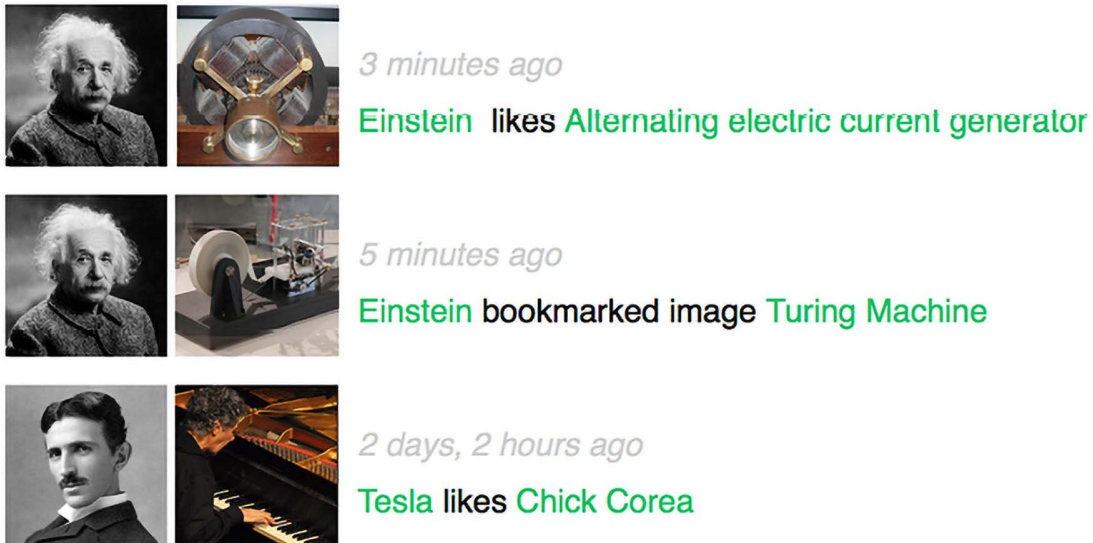 3 minutes ago
Einstein likes Alternating electric current generator
5 minutes ago
Einstein bookmarked image Turing Machine
2 days, 2 hours ago
Tesla likes Chick Corea